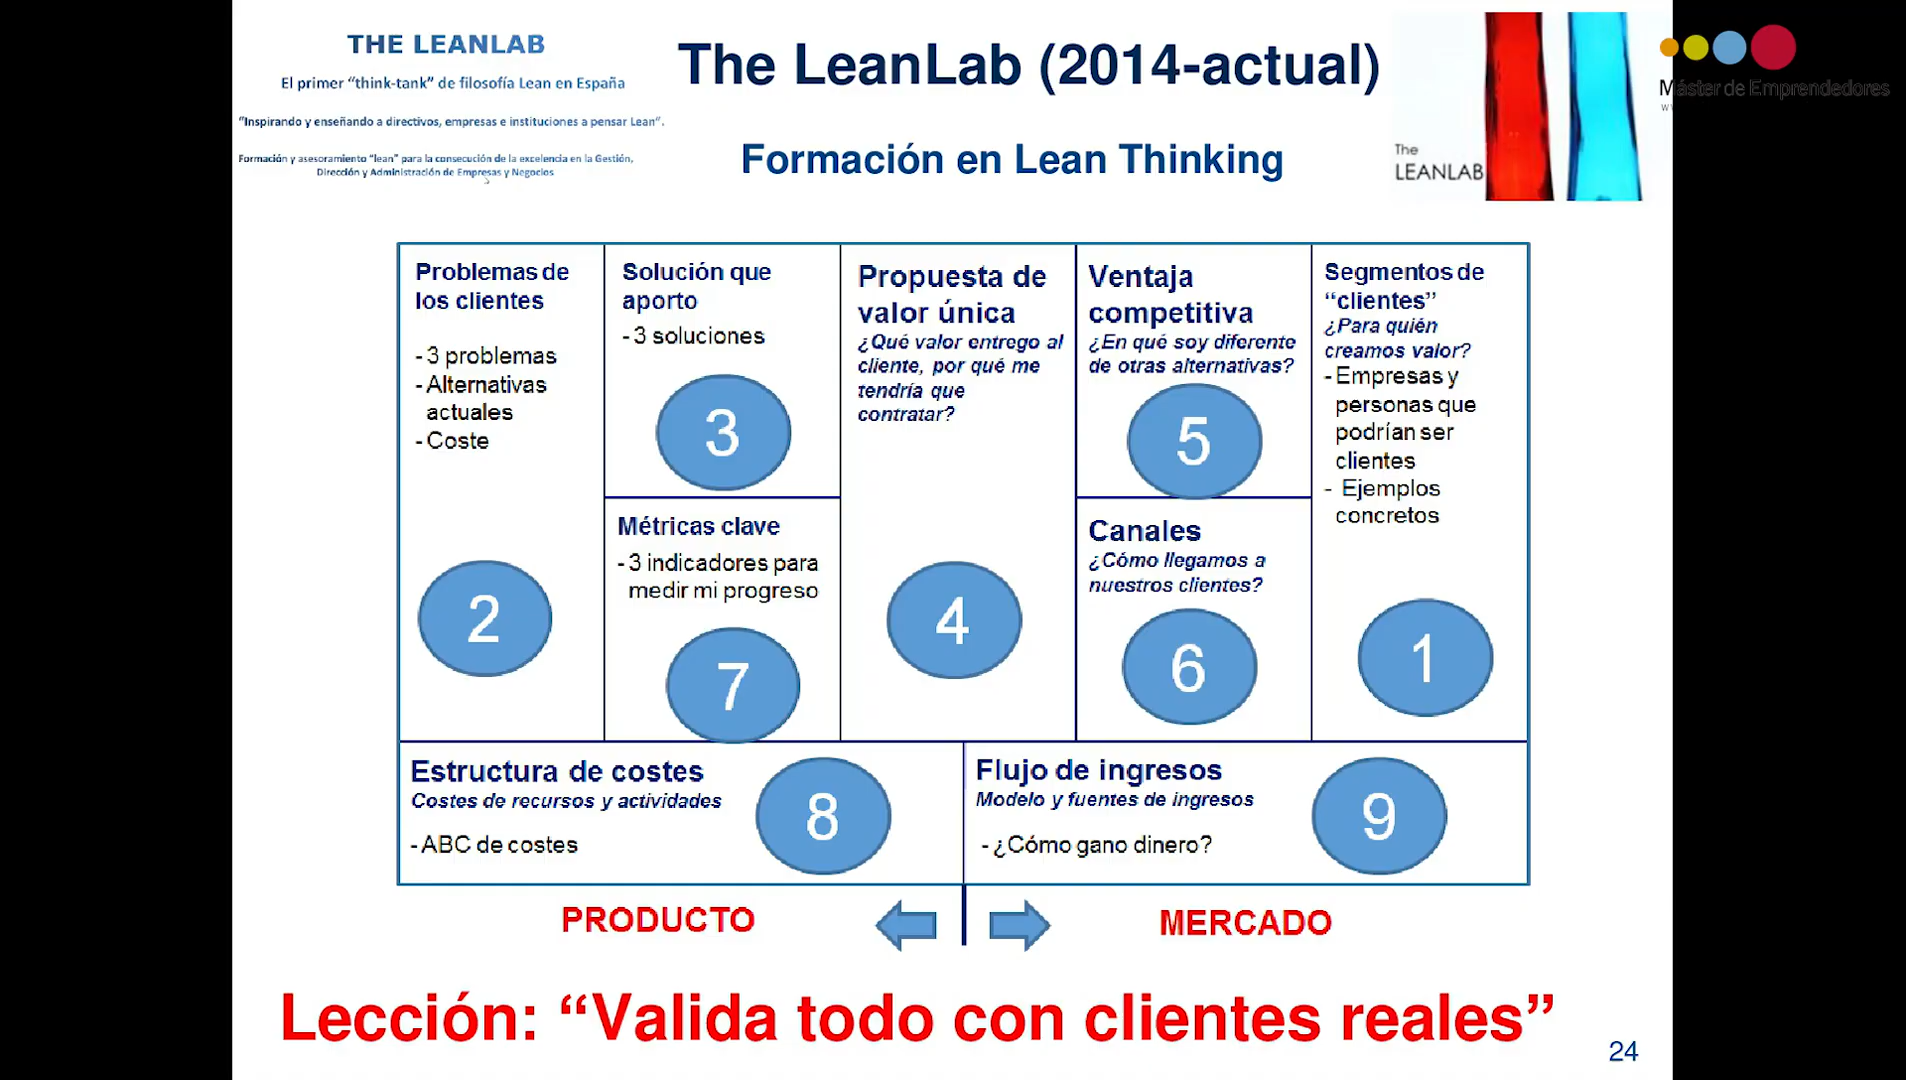 THE LEANLAB
El primer “think-tank” de filosofía Lean en España
“Inspirando y enseñando a directivos, empresas e instituciones a pensar Lean”.
Formación y asesoramiento “lean” para la consecución de la excelencia en la Gestión,
Dirección y Administración de Empresas y Negocios
The LeanLab (2014-actual)
Formación en Lean Thinking
The
LEANLAB
Máster de Emprendedores
Problemas de
los clientes
- 3 problemas
- Alternativas
actuales
- Coste
2
Solución que
aporto
- 3 soluciones
3
Métricas clave
- 3 indicadores para
medir mi progreso
7
Propuesta de
valor única
¿Qué valor entrego al
cliente, por qué me
tendría que
contratar?
4
Ventaja
competitiva
¿En qué soy diferente
de otras alternativas?
5
Canales
¿Cómo llegamos a
nuestros clientes?
6
Segmentos de
“clientes”
¿Para quién
creamos valor?
- Empresas y
personas que
podrían ser
clientes
- Ejemplos
concretos
1
Estructura de costes
Costes de recursos y actividades
- ABC de costes
8
Flujo de ingresos
Modelo y fuentes de ingresos
- ¿Cómo gano dinero?
9
PRODUCTO
MERCADO
Lección: “Valida todo con clientes reales”
24